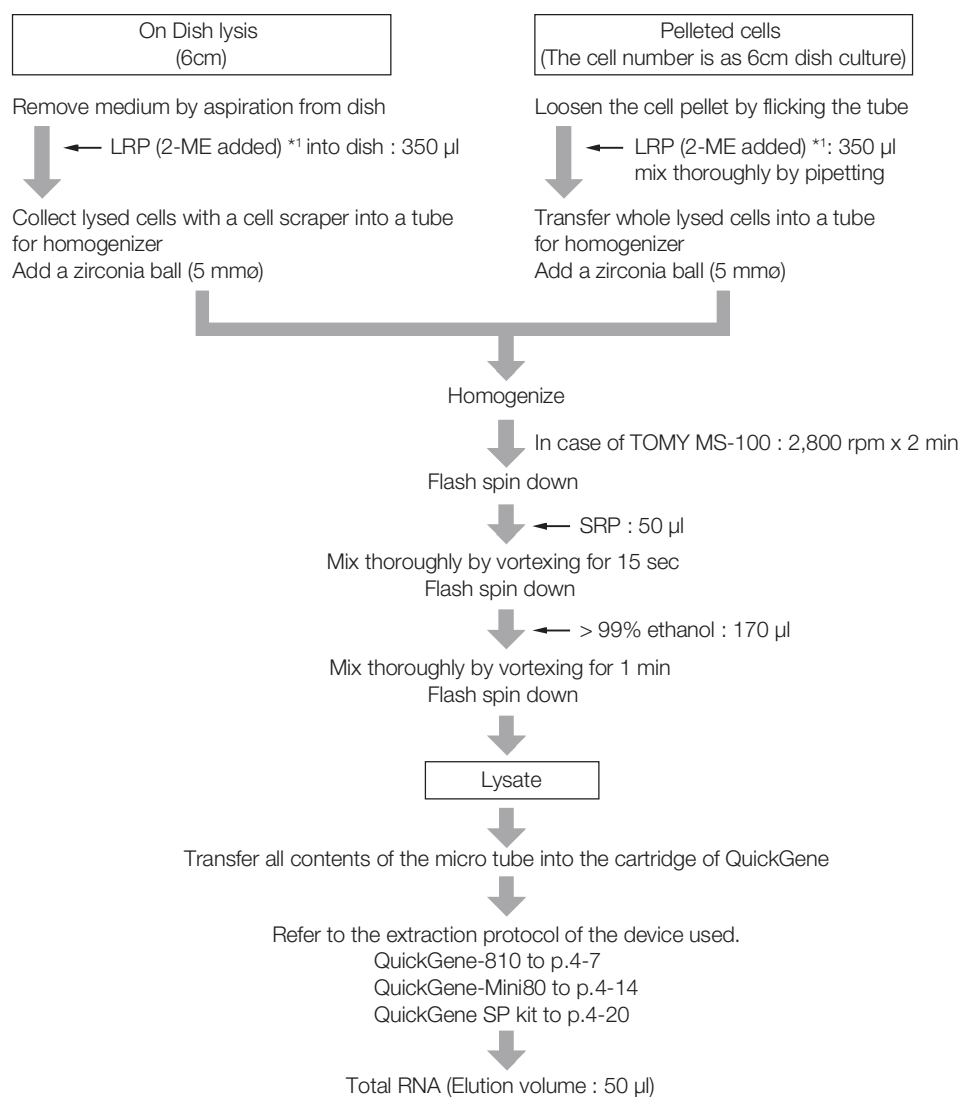 On Dish lysis
(6cm)
Remove medium by aspiration from dish
LRP (2-ME added) *1 into dish : 350 µl
Collect lysed cells with a cell scraper into a tube
for homogenizer
Add a zirconia ball (5 mmø)
Pelleted cells
(The cell number is as 6cm dish culture)
Loosen the cell pellet by flicking the tube
LRP (2-ME added) *1: 350 µl
mix thoroughly by pipetting
Transfer whole lysed cells into a tube
for homogenizer
Add a zirconia ball (5 mmø)
Homogenize
In case of TOMY MS-100 : 2,800 rpm x 2 min
Flash spin down
SRP : 50 µl
Mix thoroughly by vortexing for 15 sec
Flash spin down
> 99% ethanol : 170 µl
Mix thoroughly by vortexing for 1 min
Flash spin down
Lysate
Transfer all contents of the micro tube into the cartridge of QuickGene
Refer to the extraction protocol of the device used.
QuickGene-810 to p.4-7
QuickGene-Mini80 to p.4-14
QuickGene SP kit to p.4-20
Total RNA (Elution volume : 50 µl)